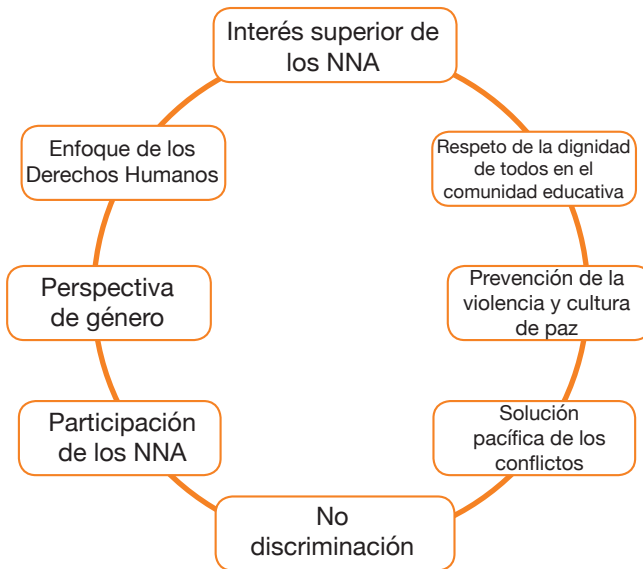 Interés superior de
los NNA
Respeto de la dignidad
de todos en el
comunidad educativa
Prevención de la
violencia y cultura
de paz
Solución
pacífica de los
conflictos
No
discriminación
Participación
de los NNA
Perspectiva
de género
Enfoque de los
Derechos Humanos